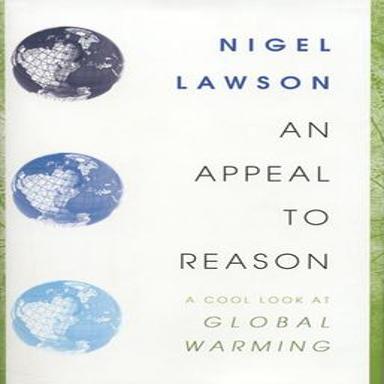 NIGEL
LAWSON
AN
APPEAL
TO
REASON
A COOL LOOK AT
GLOBAL
WARMING